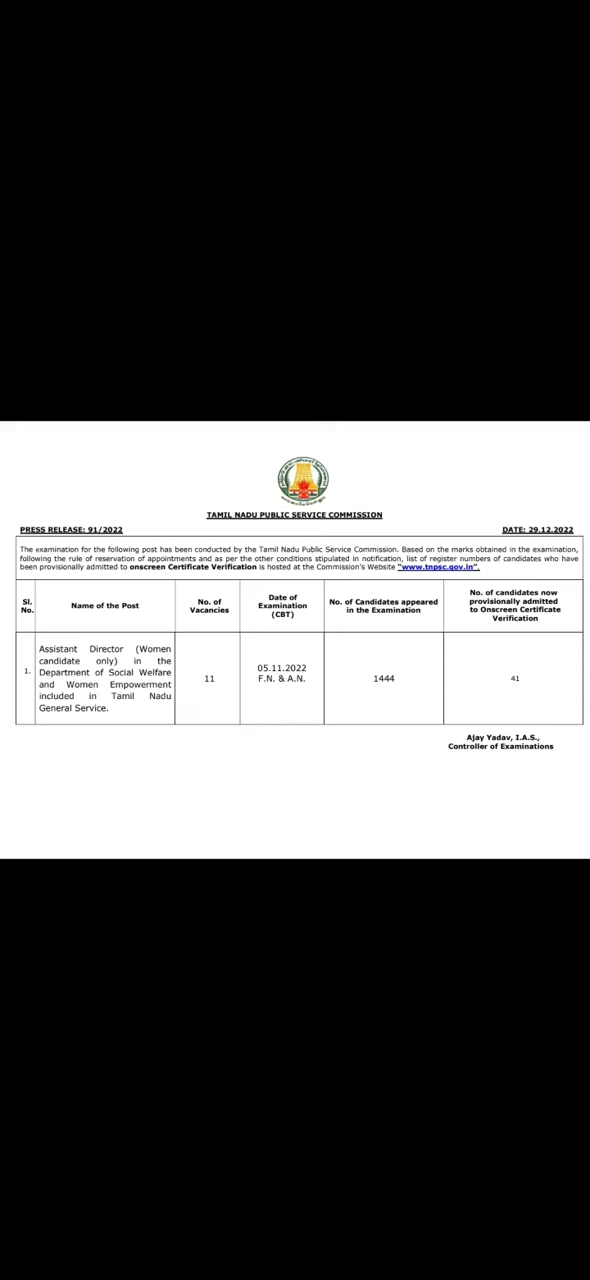 TAMIL NADU PUBLIC SERVICE COMMISSION
PRESS RELEASE: 91/2022
DATE: 29.12.2022
The examination for the following post has been conducted by the Tamil Nadu Public Service Commission. Based on the marks obtained in the examination,
following the rule of reservation of appointments and as per the other conditions stipulated in notification, list of register numbers of candidates who have
been provisionally admitted to onscreen Certificate Verification is hosted at the Commission's Website "www.tnpsc.gov.in".
Sl.
No.
Name of the Post
No. of
Vacancies
Date of
Examination
(CBT)
No. of Candidates appeared
in the Examination
No. of candidates now
provisionally admitted
to Onscreen Certificate
Verification
1.
Assistant Director (Women
candidate only) in the
Department of Social Welfare
and Women Empowerment
included in Tamil Nadu
General Service.
11
05.11.2022
F.N. & A.N.
1444
41
Ajay Yadav, I.A.S.,
Controller of Examinations